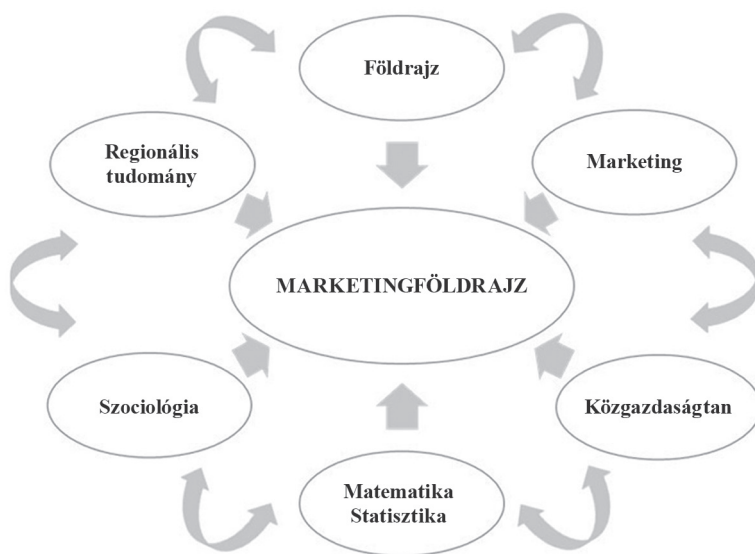 Földrajz
Regionális
tudomány
Marketing
MARKETINGFÖLDRAJZ
Szociológia
Közgazdaságtan
Matematika
Statisztika